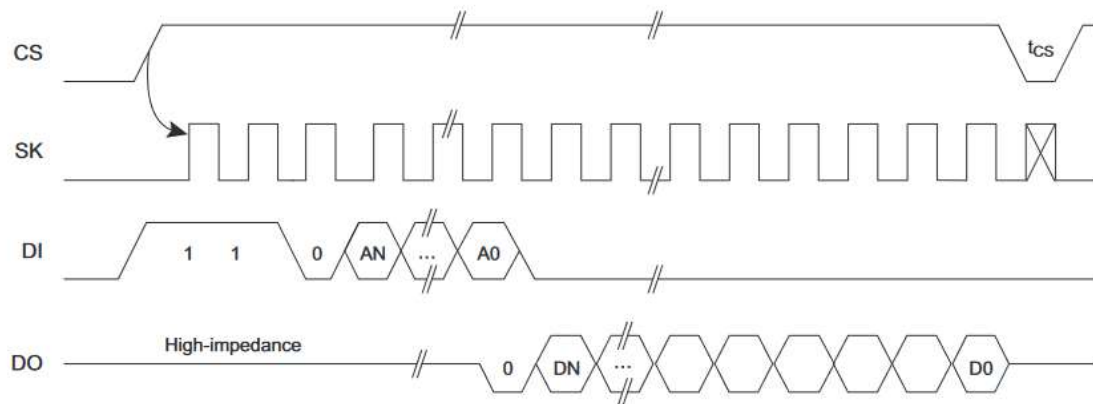 CS
tCS
SK
DI
1 1 0 AN ... A0
High-impedance
DO
0 DN ... D0